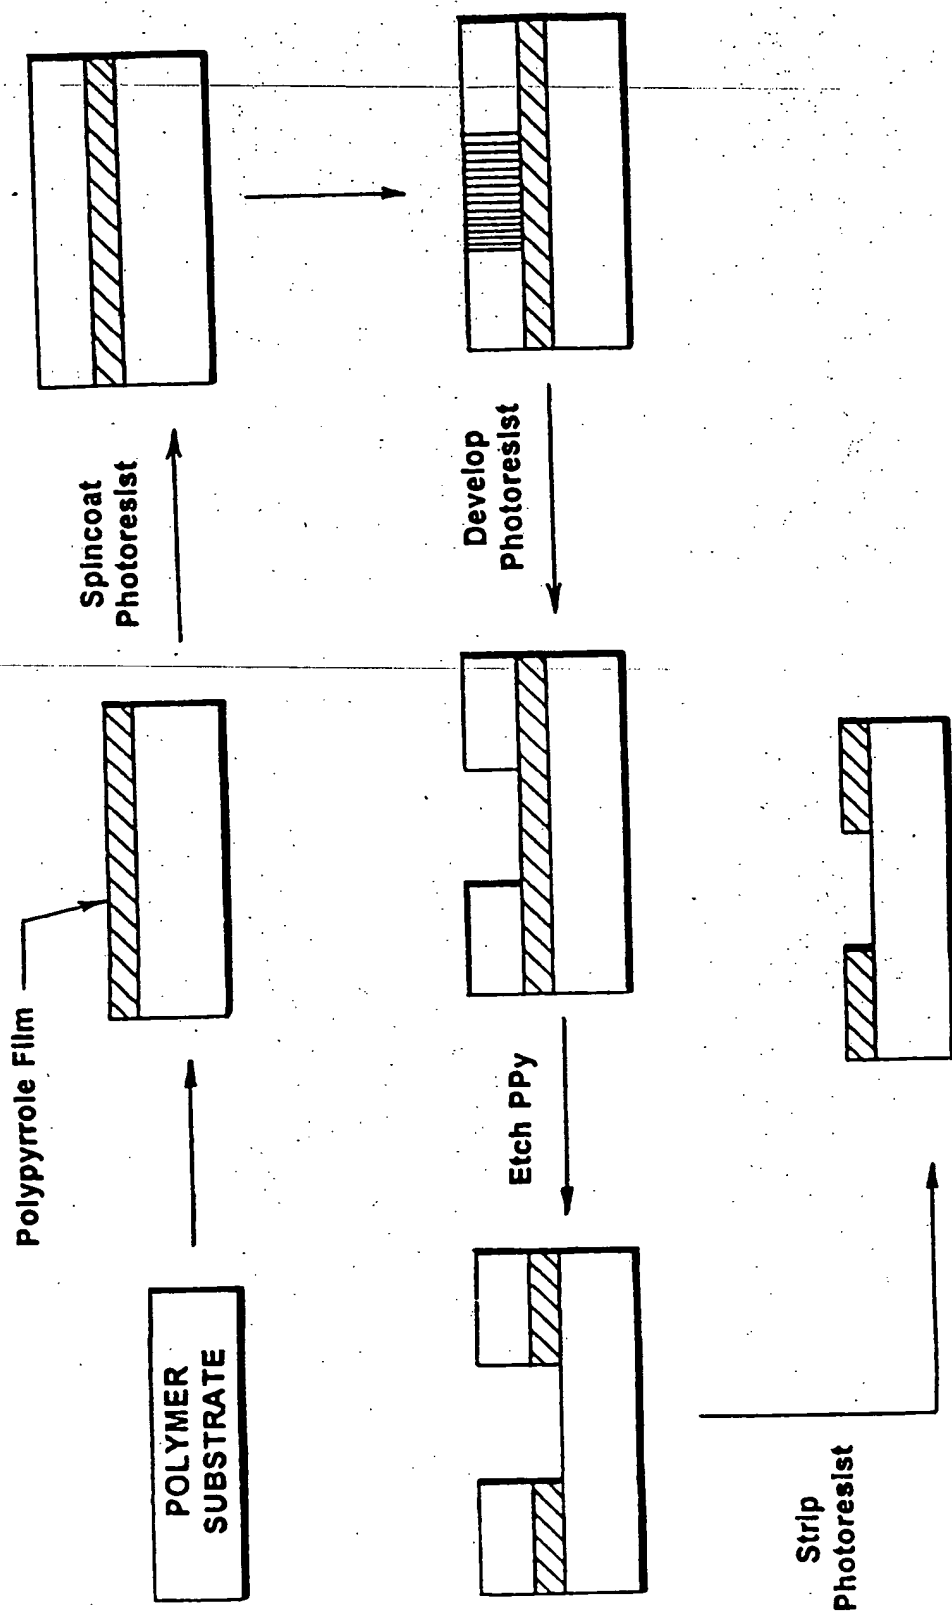 POLYMER
SUBSTRATE
Polypyrrole Film
Spincoat
Photoresist
Develop
Photoresist
Etch PPy
Strip
Photoresist